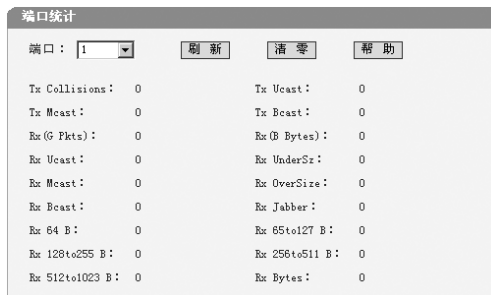 端口统计
端口： 1 刷 新 清 零 帮 助
Tx Collisions： 0 Tx Ucast： 0
Tx Mcast： 0 Tx Bcast： 0
Rx(G Pkts)： 0 Rx(B Bytes)： 0
Rx Ucast： 0 Rx UnderSz： 0
Rx Mcast： 0 Rx OverSize： 0
Rx Bcast： 0 Rx Jabber： 0
Rx 64 B： 0 Rx 65to127 B： 0
Rx 128to255 B： 0 Rx 256to511 B： 0
Rx 512to1023 B： 0 Rx Bytes： 0